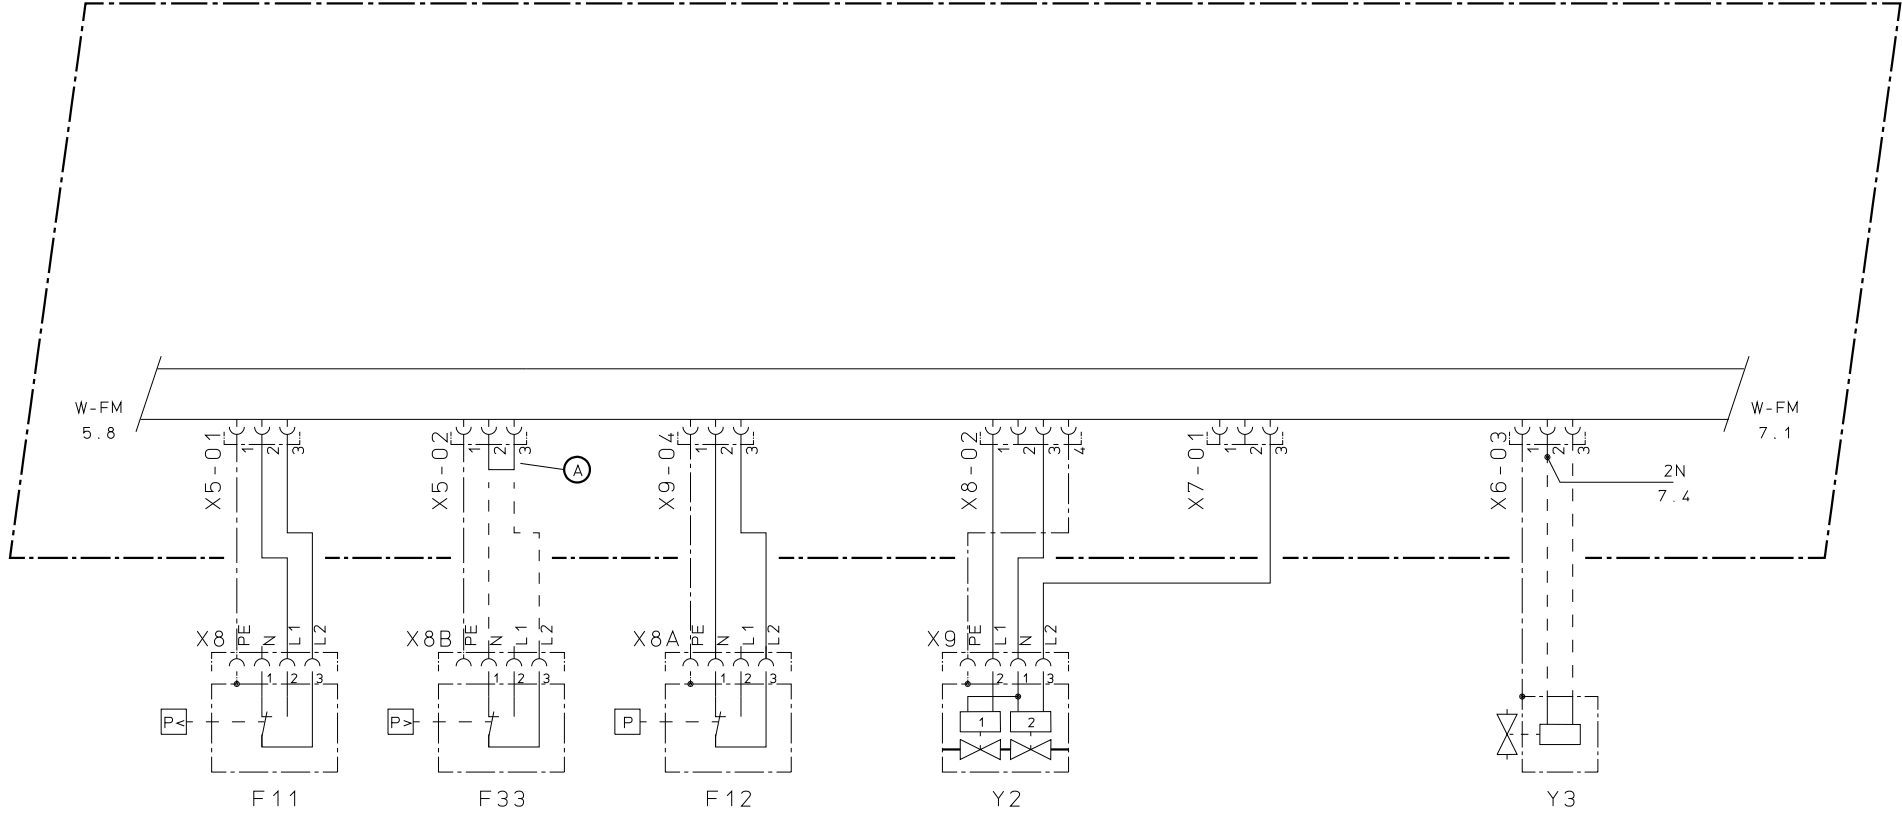 W-FM
5.8
W-FM
7.1
X5-01
1
2
3
X5-02
1
2
3
A
X9-04
1
2
3
X8-02
1
2
3
4
X7-01
1
2
3
X6-03
1
2
3
2N
7.4
X8
PE
N
L1
L2
1
2
3
P<
F11
X8B
PE
N
L1
L2
1
2
3
P>
F33
X8A
PE
N
L1
L2
1
2
3
P
F12
X9
PE
L1
N
L2
2
1
3
1
2
Y2
Y3